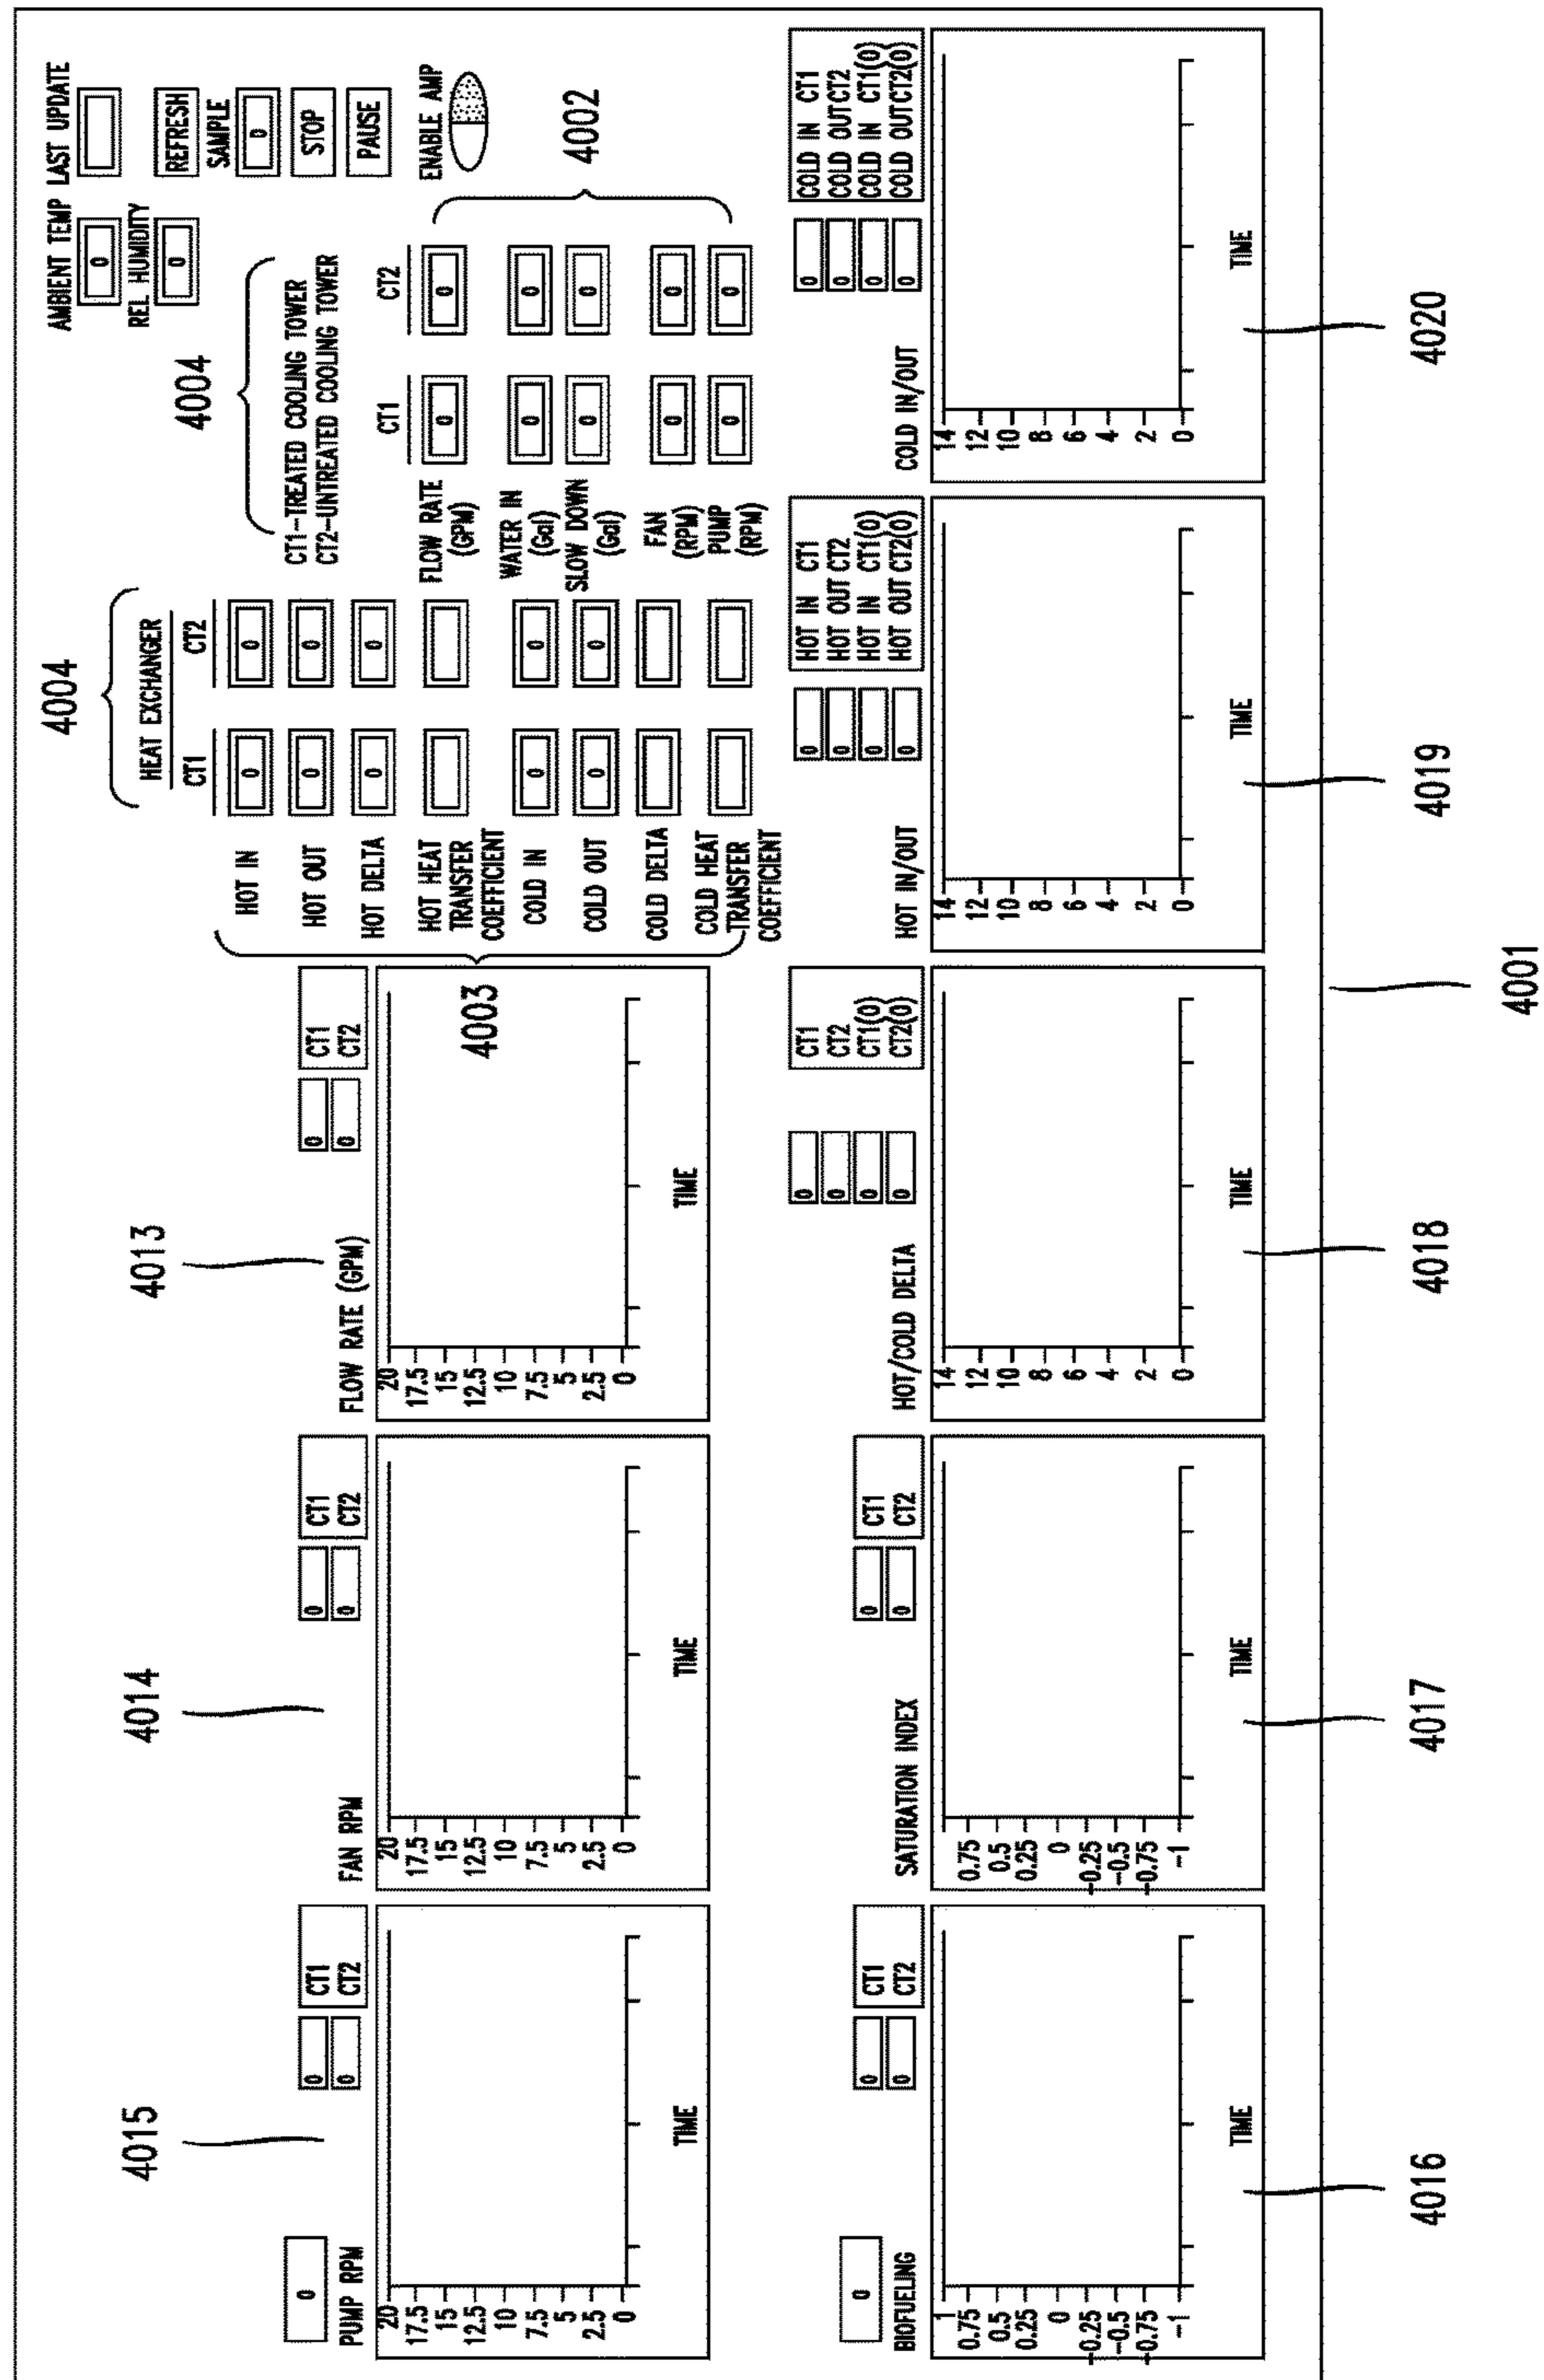 4015
0
PUMP RPM
0 CT1
0 CT2
20
17.5
15
12.5
10
7.5
5
2.5
0
TIME
4014
FAN RPM
0 CT1
0 CT2
20
17.5
15
12.5
10
7.5
5
2.5
0
TIME
4013
FLOW RATE (GPM)
0 CT1
0 CT2
20
17.5
15
12.5
10
7.5
5
2.5
0
TIME
4003
4004
HEAT EXCHANGER
CT1 CT2
HOT IN 0 0
HOT OUT 0 0
HOT DELTA 0 0
HOT HEAT
TRANSFER
COEFFICIENT
COLD IN 0 0
COLD OUT 0 0
COLD DELTA
COLD HEAT
TRANSFER
COEFFICIENT
4004
CT1-TREATED COOLING TOWER
CT2-UNTREATED COOLING TOWER
CT1 CT2
FLOW RATE 0 0
(GPM)
WATER IN 0 0
(Gal)
SLOW DOWN 0 0
(Gal)
FAN 0 0
(RPM)
PUMP 0 0
(RPM)
4002
AMBIENT TEMP LAST UPDATE
0
REL HUMIDITY
0
REFRESH
SAMPLE
0
STOP
PAUSE
ENABLE AMP
0
BIOFUELING
0 CT1
0 CT2
1
0.75
0.5
0.25
0
-0.25
-0.5
-0.75
-1
TIME
4016
SATURATION INDEX
0 CT1
0 CT2
0.75
0.5
0.25
0
-0.25
-0.5
-0.75
-1
TIME
4017
HOT/COLD DELTA
0 CT1
0 CT2
0 CT1(0)
0 CT2(0)
14
12
10
8
6
4
2
0
TIME
4018
HOT IN/OUT
0 HOT IN CT1
0 HOT OUT CT2
0 HOT IN CT1(0)
0 HOT OUT CT2(0)
14
12
10
8
6
4
2
0
TIME
4019
COLD IN/OUT
0 COLD IN CT1
0 COLD OUT CT2
0 COLD IN CT1(0)
0 COLD OUT CT2(0)
14
12
10
8
6
4
2
0
TIME
4020
4001